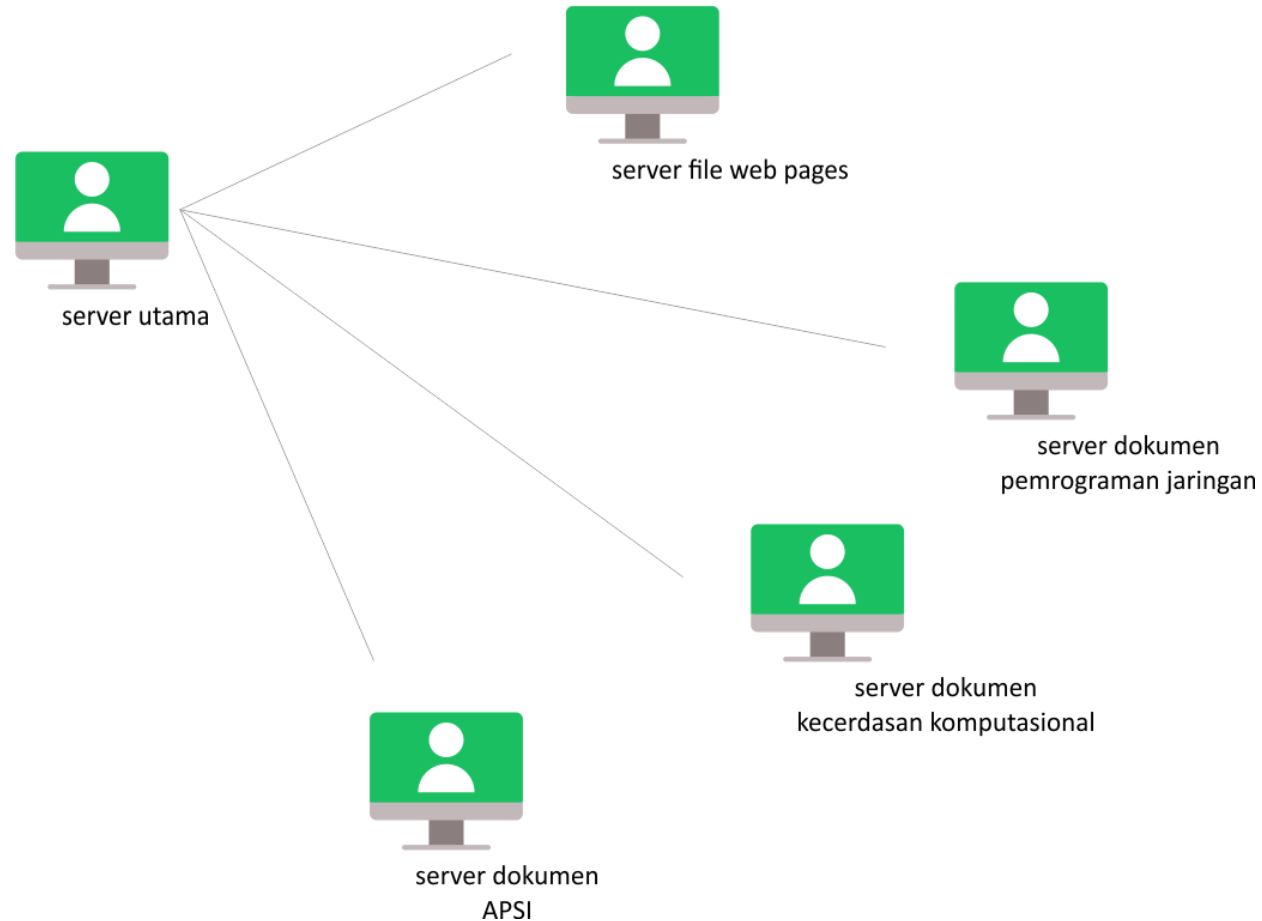 server file web pages
server utama
server dokumen
pemrograman jaringan
server dokumen
kecerdasan komputasional
server dokumen
APSI